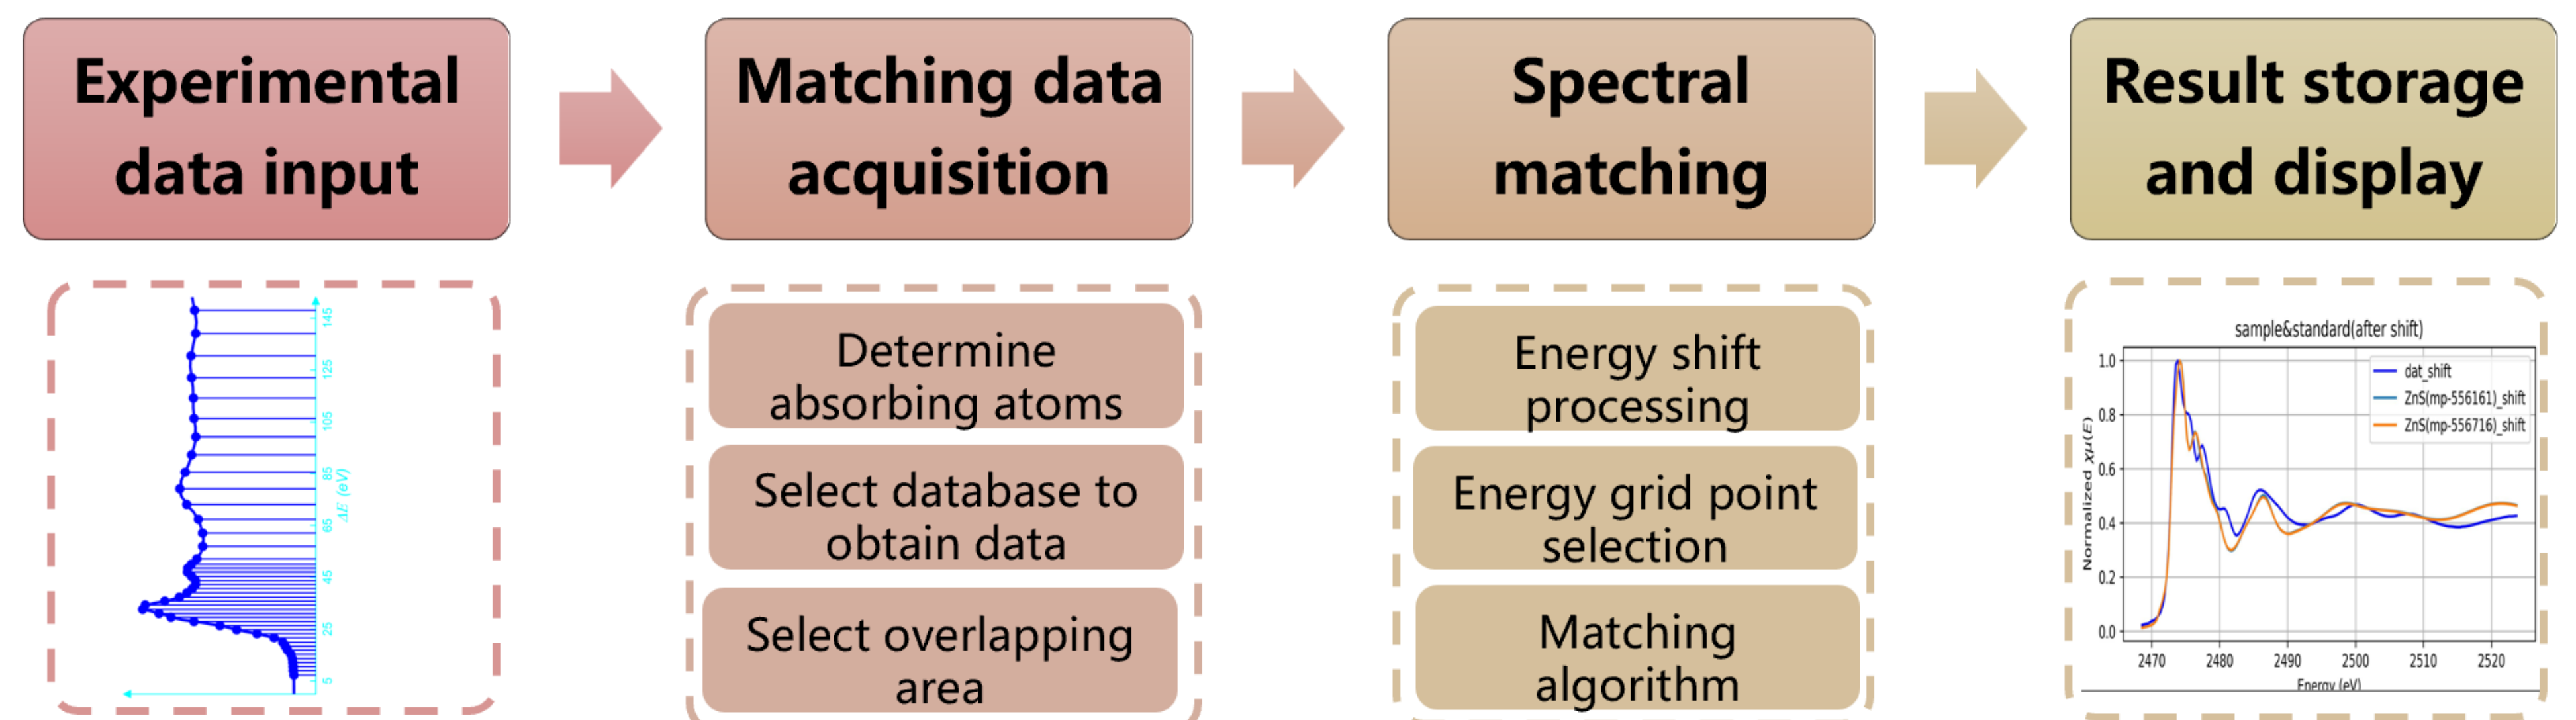 Experimental
data input
Matching data
acquisition
Spectral
matching
Result storage
and display
145
125
105
85
65
45
25
5
ΔE (eV)
Determine
absorbing atoms
Select database to
obtain data
Select overlapping
area
Energy shift
processing
Energy grid point
selection
Matching
algorithm
sample&standard(after shift)
dat_shift
ZnS(mp-556161)_shift
ZnS(mp-556716)_shift
Normalized χμ(E)
1.0
0.8
0.6
0.4
0.2
0.0
2470 2480 2490 2500 2510 2520
Energy (eV)